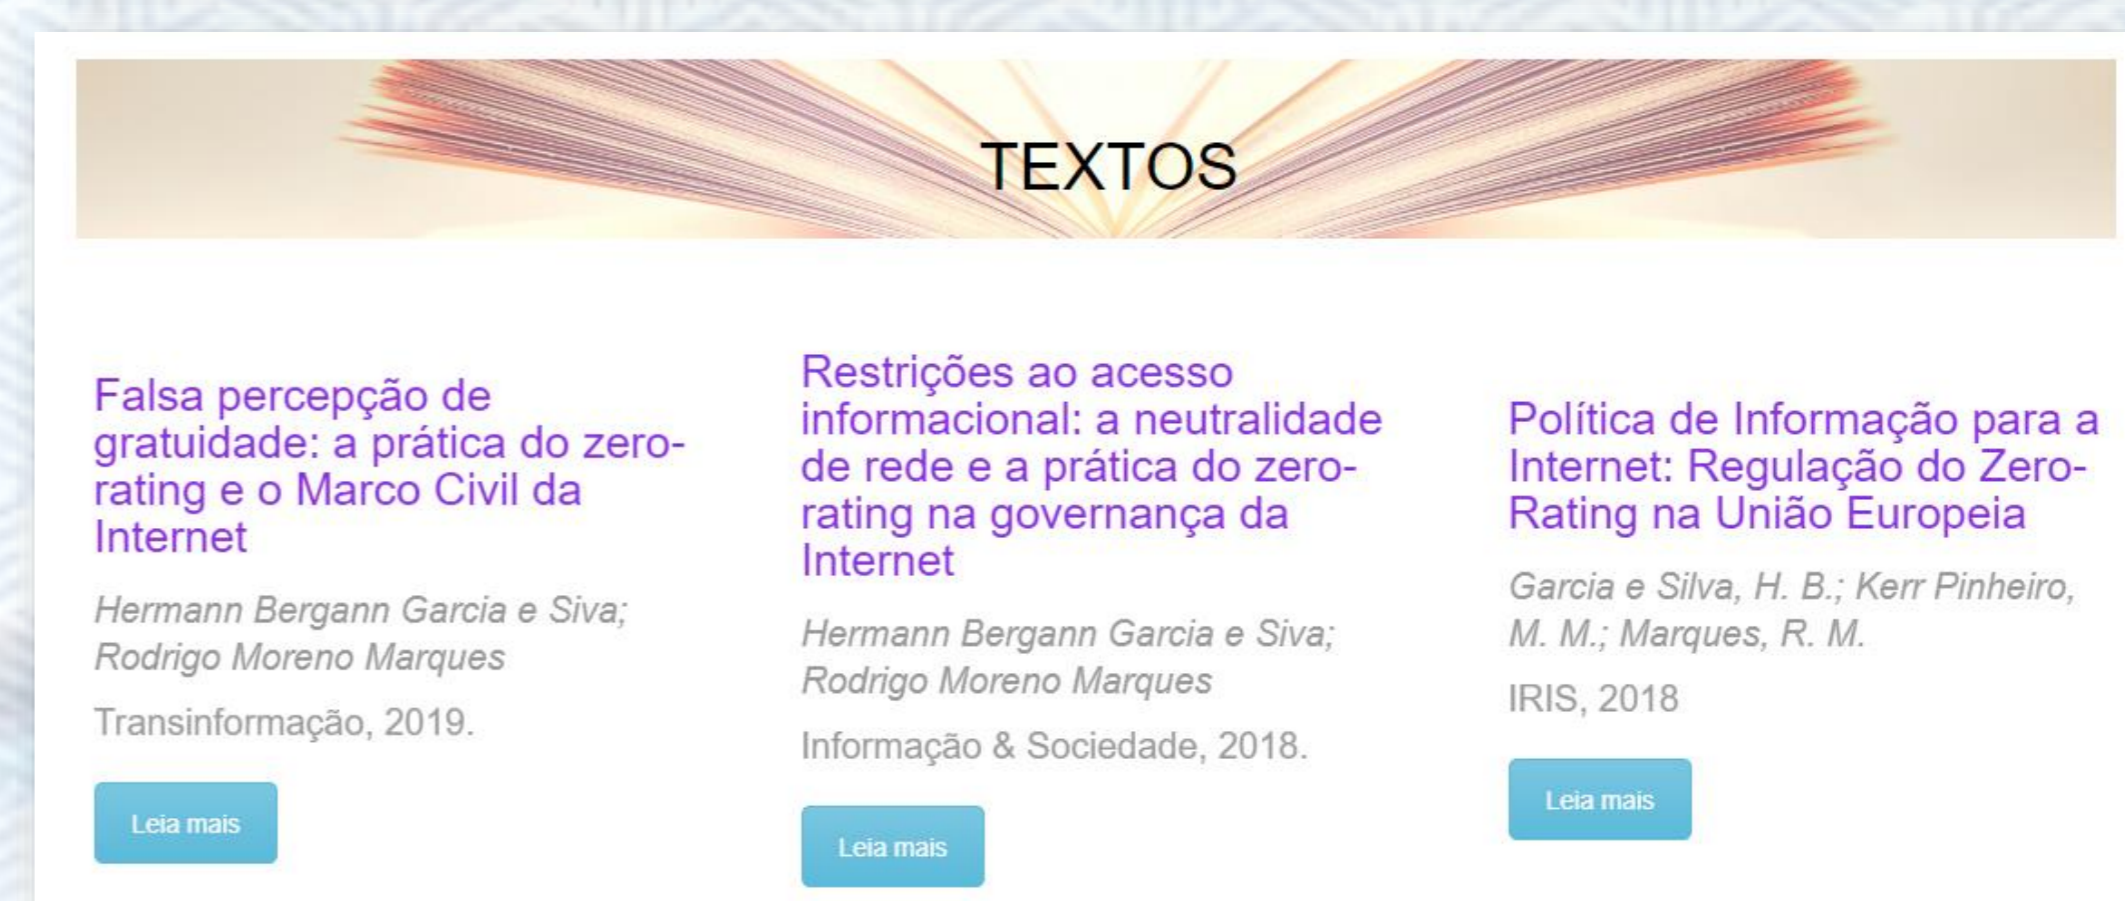 TEXTOS
Falsa percepção de
gratuidade: a prática do zero-
rating e o Marco Civil da
Internet
Hermann Bergann Garcia e Siva;
Rodrigo Moreno Marques
Transinformação, 2019.
Leia mais
Restrições ao acesso
informacional: a neutralidade
de rede e a prática do zero-
rating na governança da
Internet
Hermann Bergann Garcia e Siva;
Rodrigo Moreno Marques
Informação & Sociedade, 2018.
Leia mais
Política de Informação para a
Internet: Regulação do Zero-
Rating na União Europeia
Garcia e Silva, H. B.; Kerr Pinheiro,
M. M.; Marques, R. M.
IRIS, 2018
Leia mais